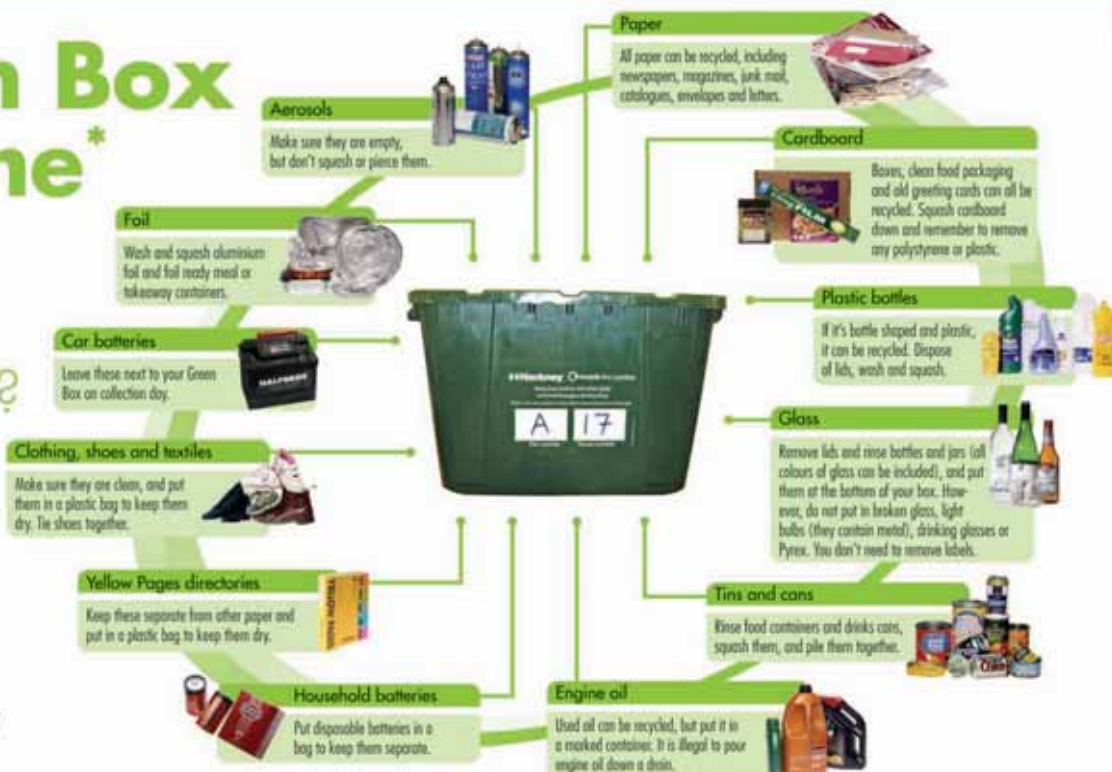 n Box
ne*
Paper
All paper can be recycled, including
newspapers, magazines, junk mail,
catalogues, envelopes and letters.
Aerosols
Make sure they are empty,
but don't squash or pierce them.
Cardboard
Boxes, clean food packaging
and old greeting cards can all be
recycled. Squash cardboard
down and remember to remove
any polystyrene or plastic.
Foil
Wash and squash aluminium
foil and foil ready meal or
takeaway containers.
Plastic bottles
If it's bottle shaped and plastic,
it can be recycled. Dispose
of lids, wash and squash.
Car batteries
Leave these next to your Green
Box on collection day.
HALFORDS
Hackney
A 17
Glass
Remove lids and rinse bottles and jars (all
colours of glass can be included), and put
them at the bottom of your box. How-
ever, do not put in broken glass, light
bulbs (they contain metal), drinking glasses or
Pyrex. You don't need to remove labels.
Clothing, shoes and textiles
Make sure they are clean, and put
them in a plastic bag to keep them
dry. Tie shoes together.
Yellow Pages directories
Keep these separate from other paper and
put in a plastic bag to keep them dry.
YELLOW PAGES
Tins and cans
Rinse food containers and drinks cans,
squash them, and pile them together.
Coke
Household batteries
Put disposable batteries in a
bag to keep them separate.
Engine oil
Used oil can be recycled, but put it in
a marked container. It is illegal to pour
engine oil down a drain.